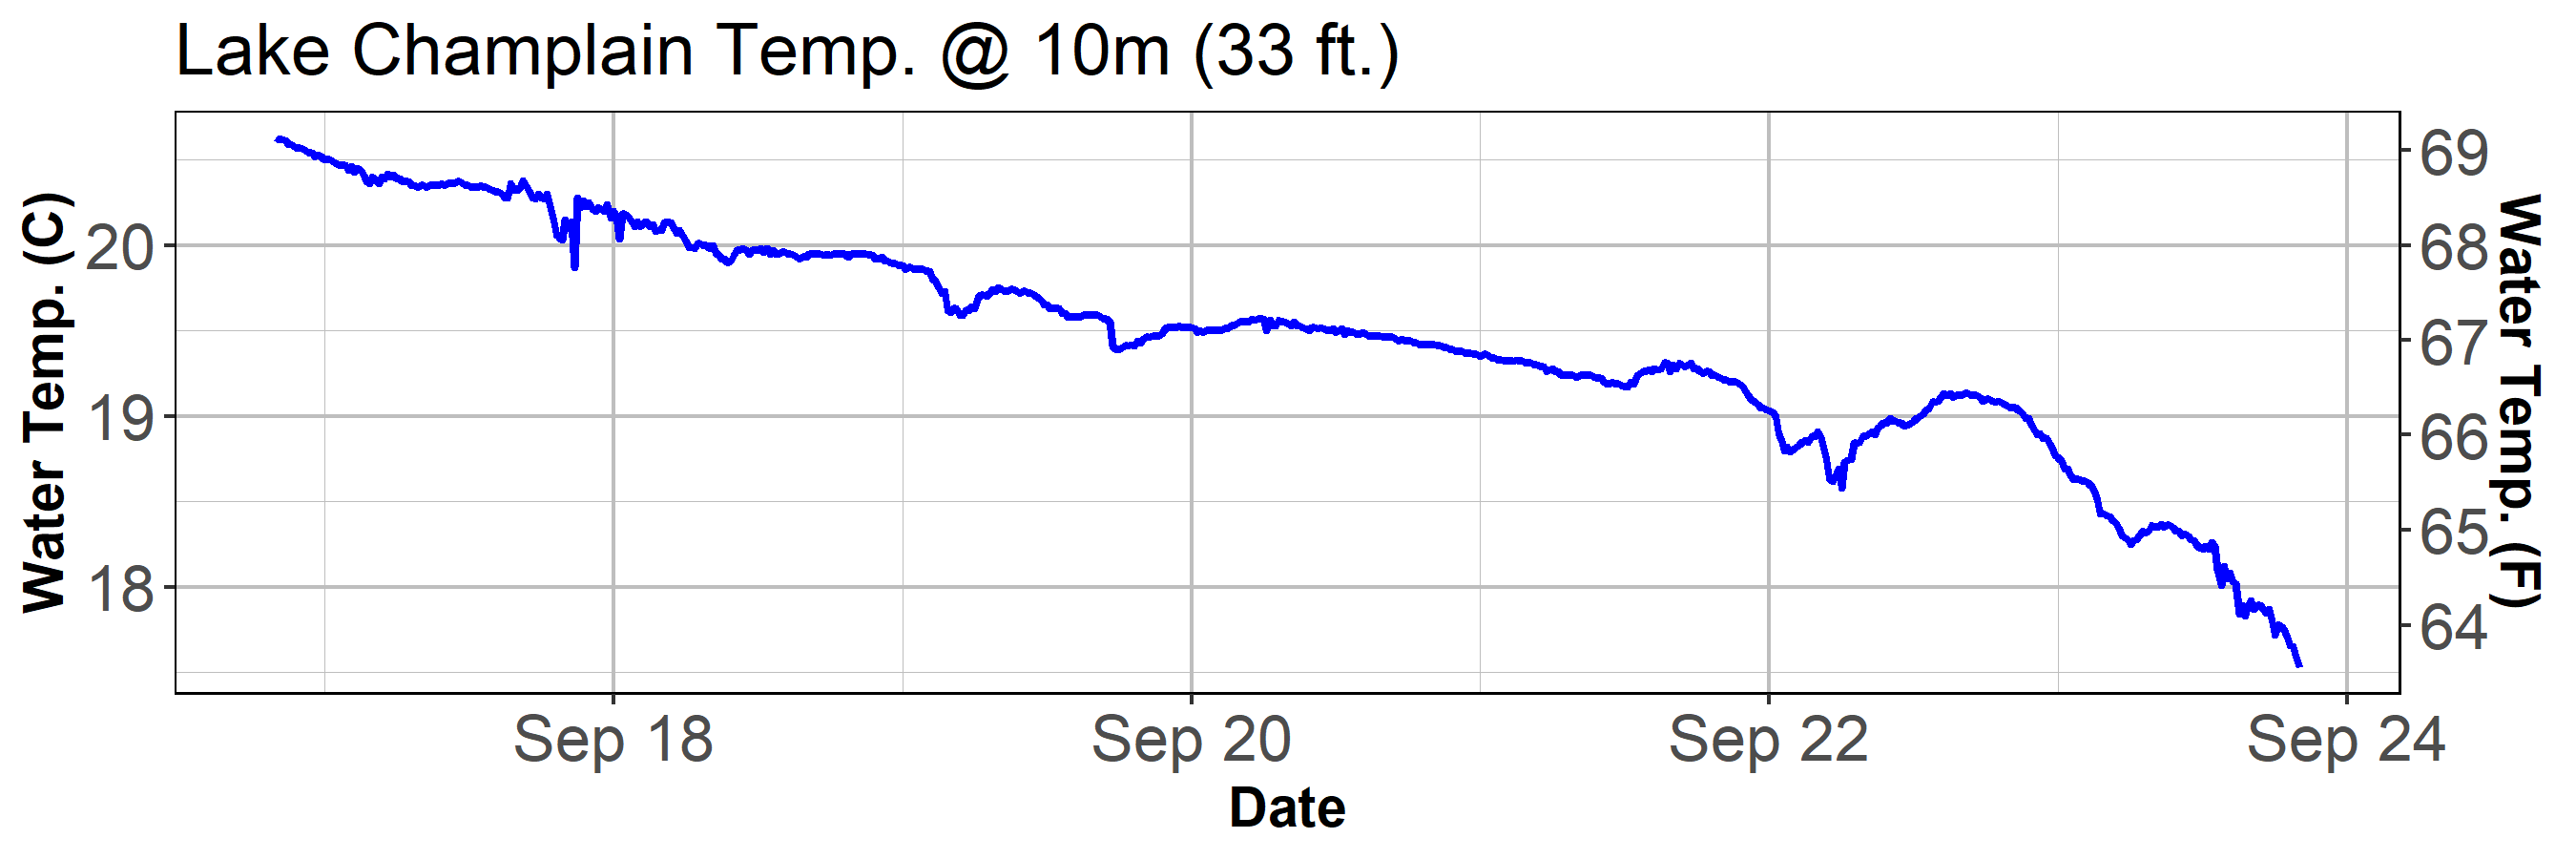 Lake Champlain Temp. @ 10m (33 ft.)
Water Temp. (C)
20
19
18
69
68
67
66
65
64
Water Temp. (F)
Sep 18
Sep 20
Sep 22
Sep 24
Date